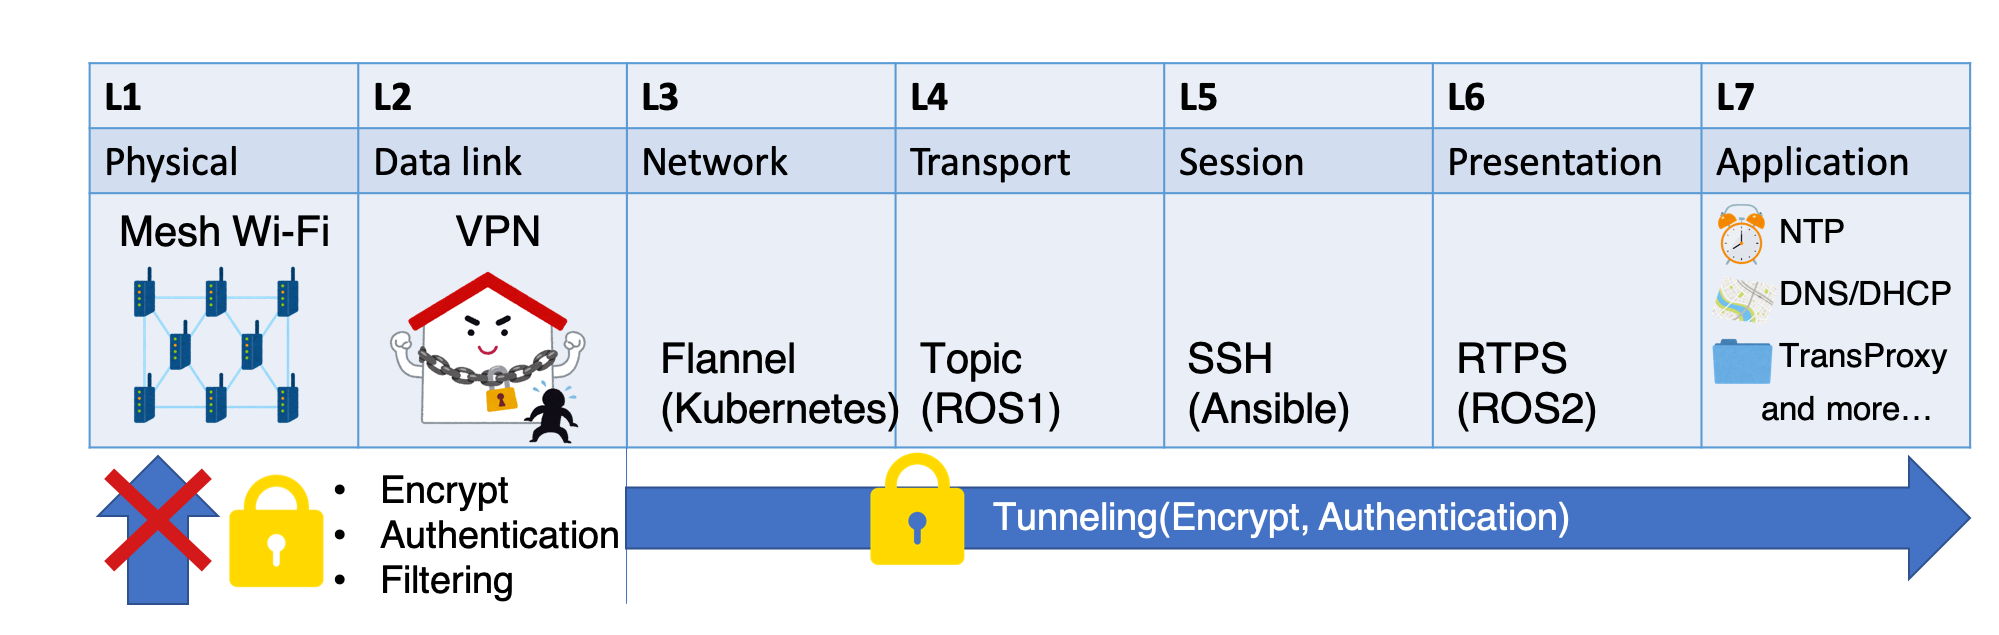 L1 L2 L3 L4 L5 L6 L7
Physical Data link Network Transport Session Presentation Application
Mesh Wi-Fi
VPN
Flannel
(Kubernetes)
Topic
(ROS1)
SSH
(Ansible)
RTPS
(ROS2)
NTP
DNS/DHCP
TransProxy
and more...
• Encrypt
• Authentication
• Filtering
Tunneling(Encrypt, Authentication)